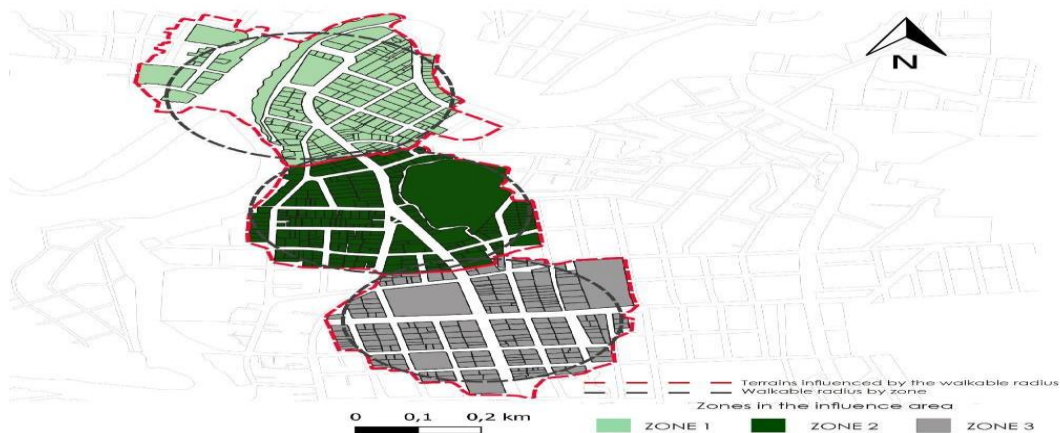 N
Terrains influenced by the walkable radius
Walkable radius by zone
Zones in the influence area
0 0,1 0,2 km
ZONE 1 ZONE 2 ZONE 3